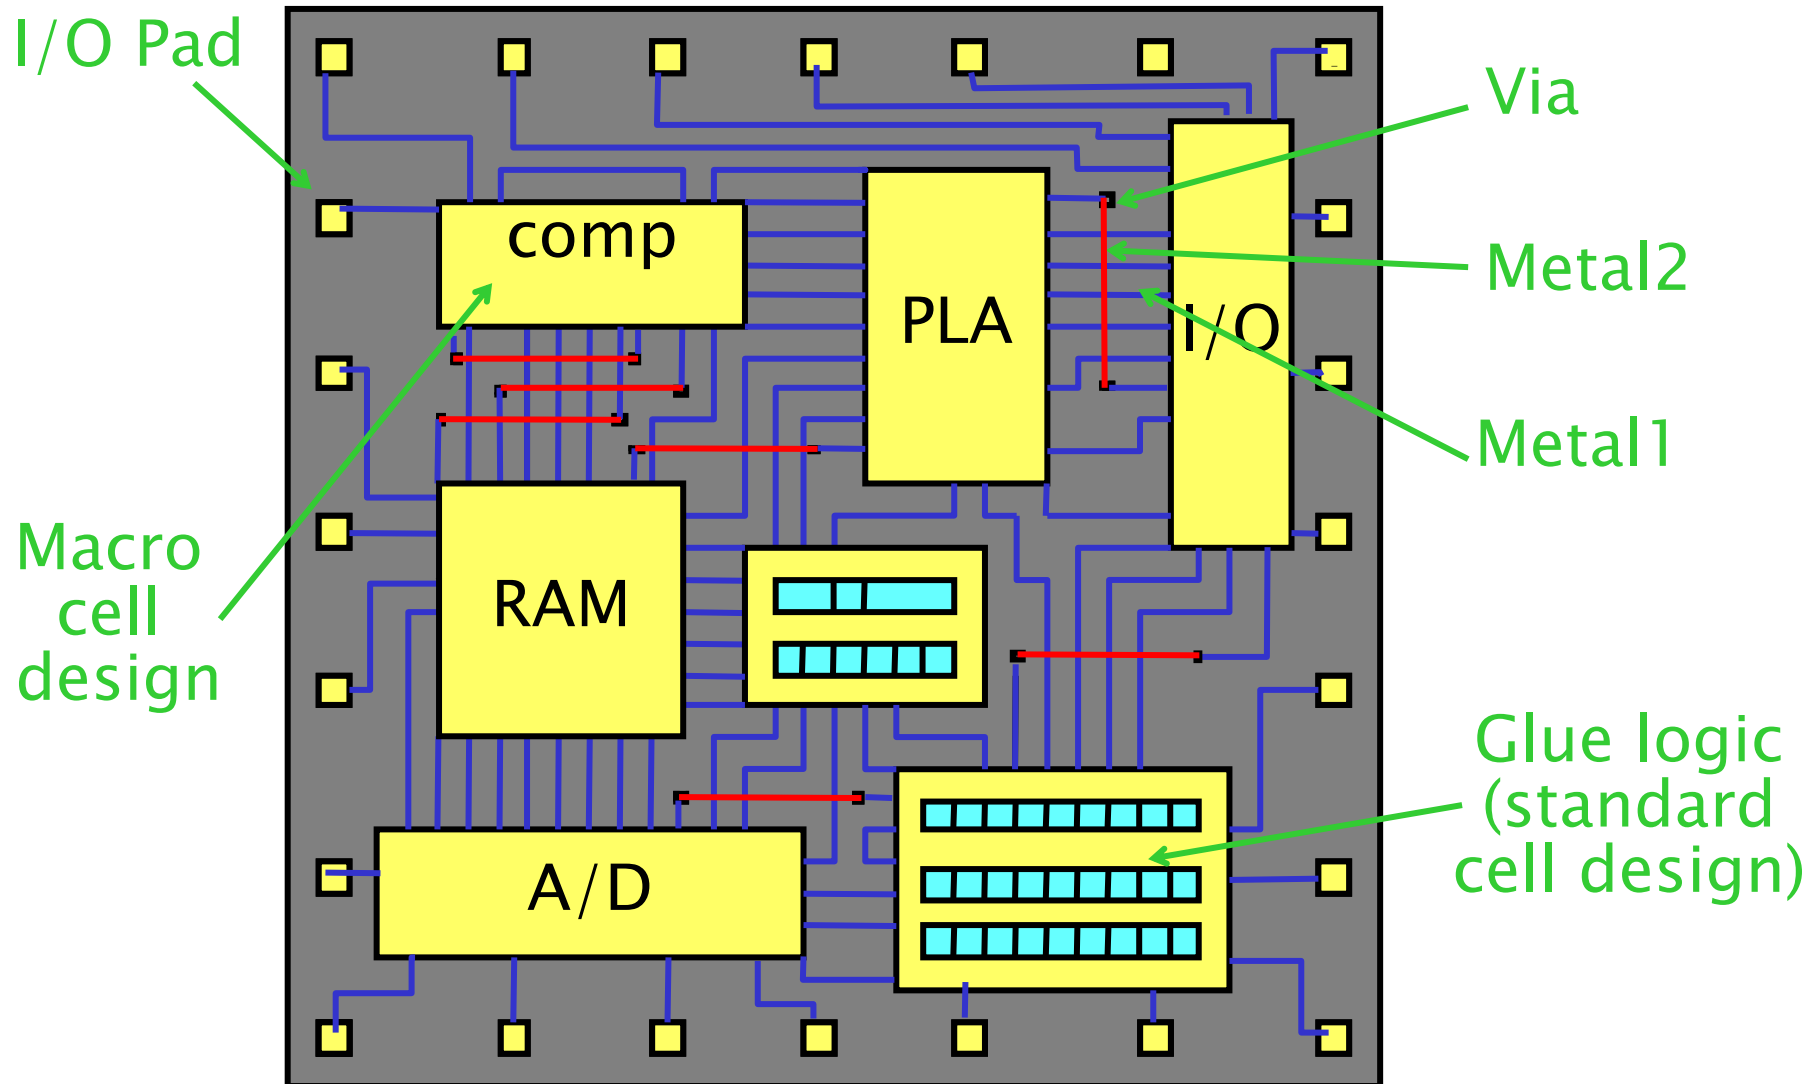 I/O Pad
Via
comp
Metal2
PLA
I/O
Metal1
Macro
cell
design
RAM
Glue logic
(standard
cell design)
A/D